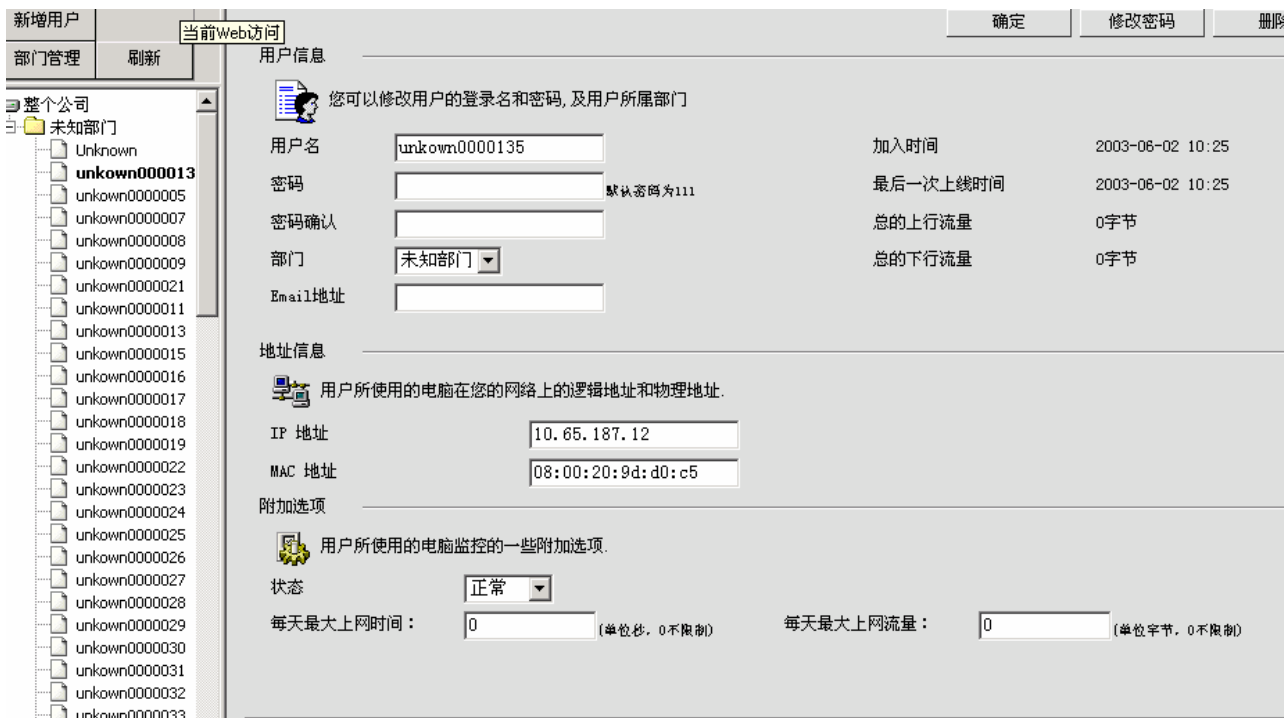 新增用户
当前Web访问
确定 修改密码 删除
部门管理 刷新
用户信息
您可以修改用户的登录名和密码,及用户所属部门
整个公司
未知部门
Unknown
unkown000013
unkown0000005
unkown0000007
unkown0000008
unkown0000009
unkown0000021
unkown0000011
unkown0000013
unkown0000015
unkown0000016
unkown0000017
unkown0000018
unkown0000019
unkown0000022
unkown0000023
unkown0000024
unkown0000025
unkown0000026
unkown0000027
unkown0000028
unkown0000029
unkown0000030
unkown0000031
unkown0000032
unkown0000033
用户名 unkown0000135 加入时间 2003-06-02 10:25
密码 默认密码为111 最后一次上线时间 2003-06-02 10:25
密码确认 总的上行流量 0字节
部门 未知部门 总的下行流量 0字节
Email地址
地址信息
用户所使用的电脑在您的网络上的逻辑地址和物理地址.
IP 地址 10.65.187.12
MAC 地址 08:00:20:9d:d0:c5
附加选项
用户所使用的电脑监控的一些附加选项.
状态 正常
每天最大上网时间： 0 (单位秒，0不限制) 每天最大上网流量： 0 (单位字节，0不限制)